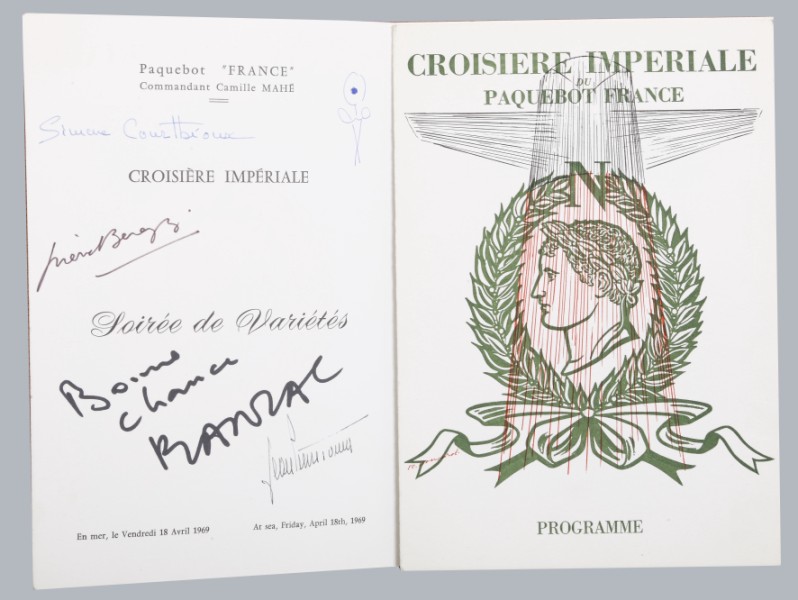 Paquebot "FRANCE"
Commandant Camille MAHÉ
Simone
CROISIÈRE IMPÉRIALE
Soirée de Variétés
Bonne
chance
En mer, le Vendredi 18 Avril 1969
At sea, Friday, April 18th, 1969
CROISIERE IMPERIALE
DU
PAQUEBOT FRANCE
N
PROGRAMME